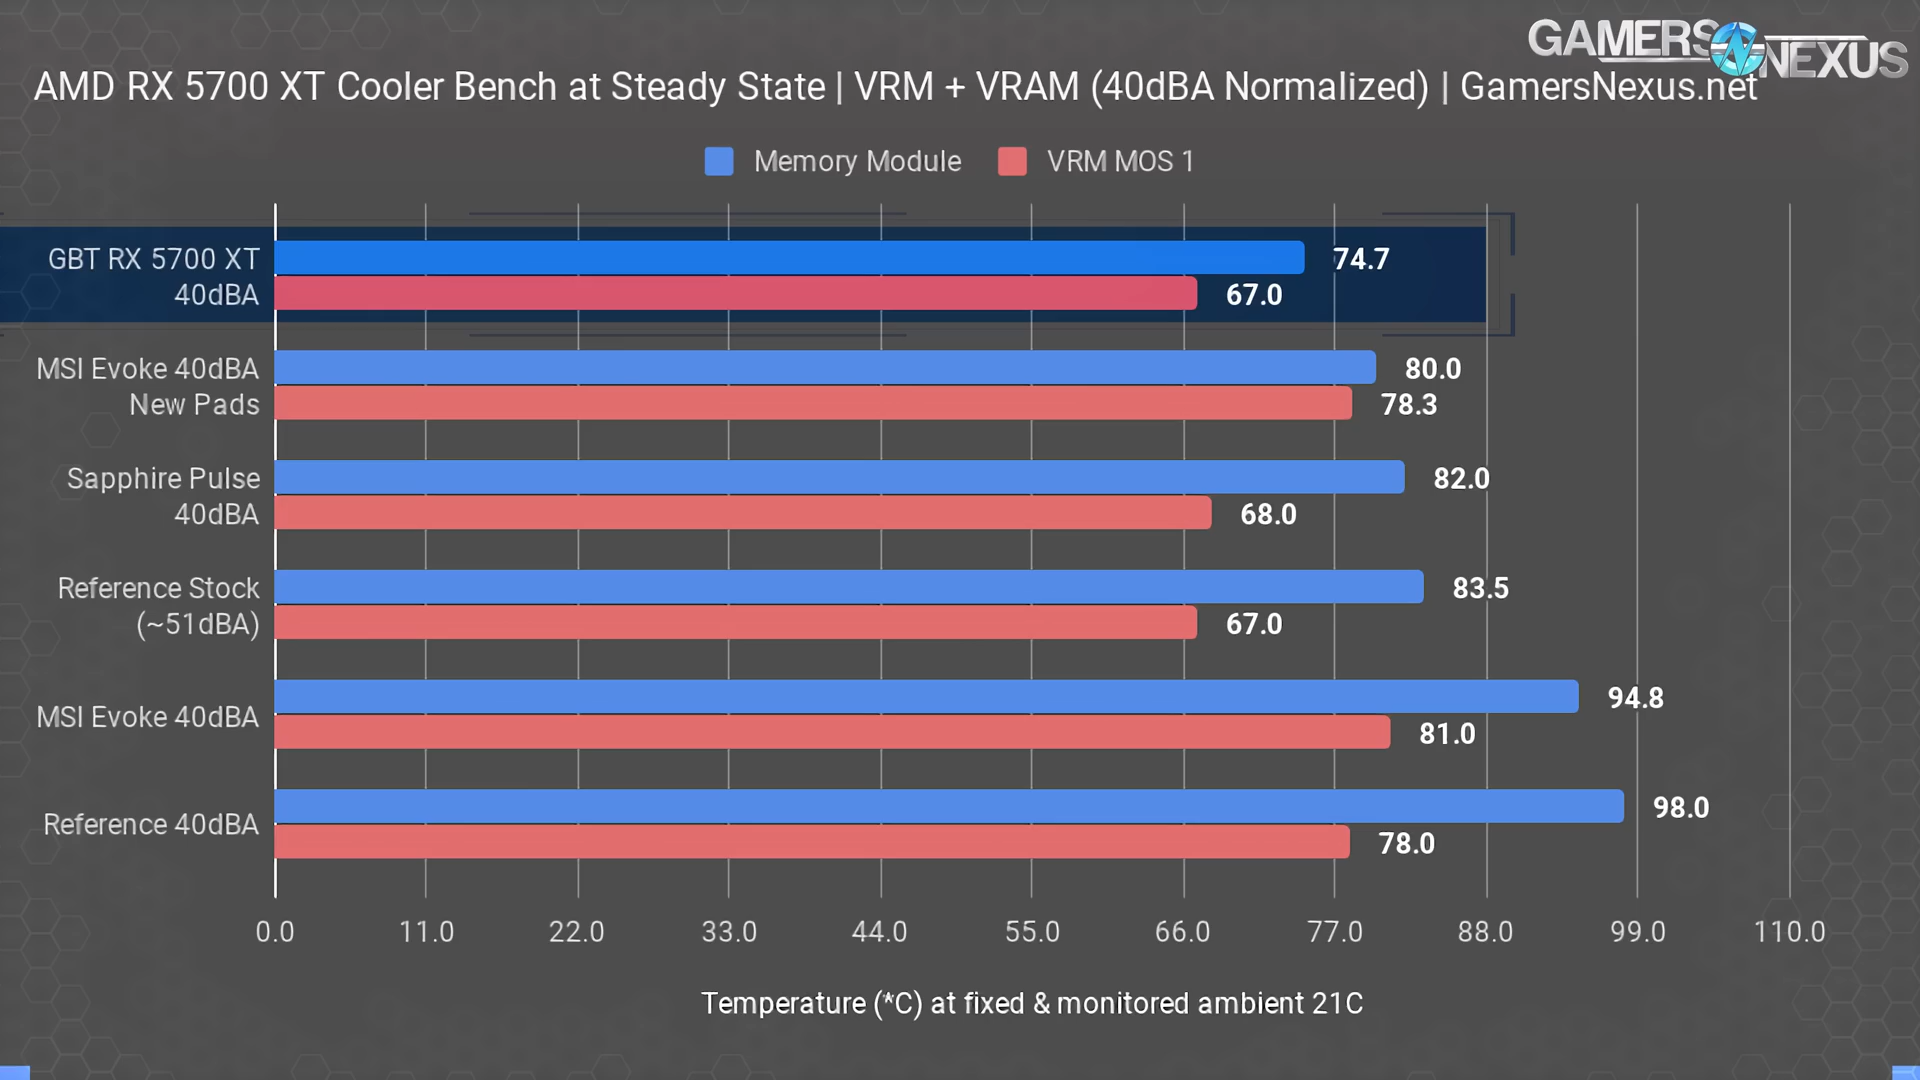 GAMERS NEXUS
AMD RX 5700 XT Cooler Bench at Steady State | VRM + VRAM (40dBA Normalized) | GamersNexus.net
Memory Module VRM MOS 1
GBT RX 5700 XT
40dBA
74.7
67.0
MSI Evoke 40dBA
New Pads
80.0
78.3
Sapphire Pulse
40dBA
82.0
68.0
Reference Stock
(~51dBA)
83.5
67.0
MSI Evoke 40dBA
94.8
81.0
Reference 40dBA
98.0
78.0
0.0 11.0 22.0 33.0 44.0 55.0 66.0 77.0 88.0 99.0 110.0
Temperature (*C) at fixed & monitored ambient 21C